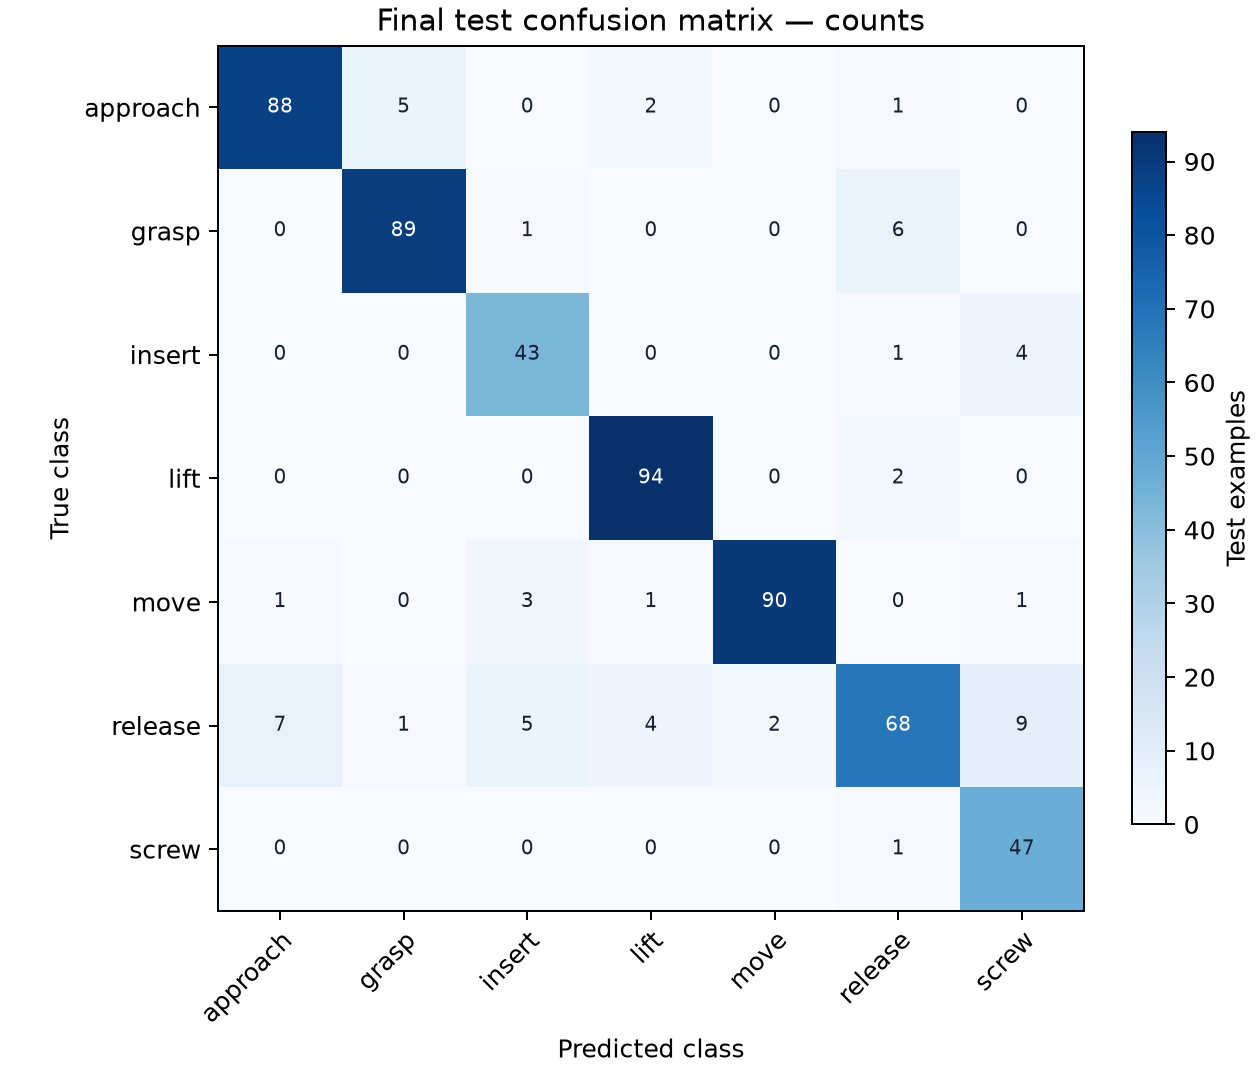 Final test confusion matrix — counts
approach 88 5 0 2 0 1 0
grasp 0 89 1 0 0 6 0
insert 0 0 43 0 0 1 4
lift 0 0 0 94 0 2 0
move 1 0 3 1 90 0 1
release 7 1 5 4 2 68 9
screw 0 0 0 0 0 1 47
approach grasp insert lift move release screw
Predicted class
True class
90
80
70
60
50
40
30
20
10
0
Test examples